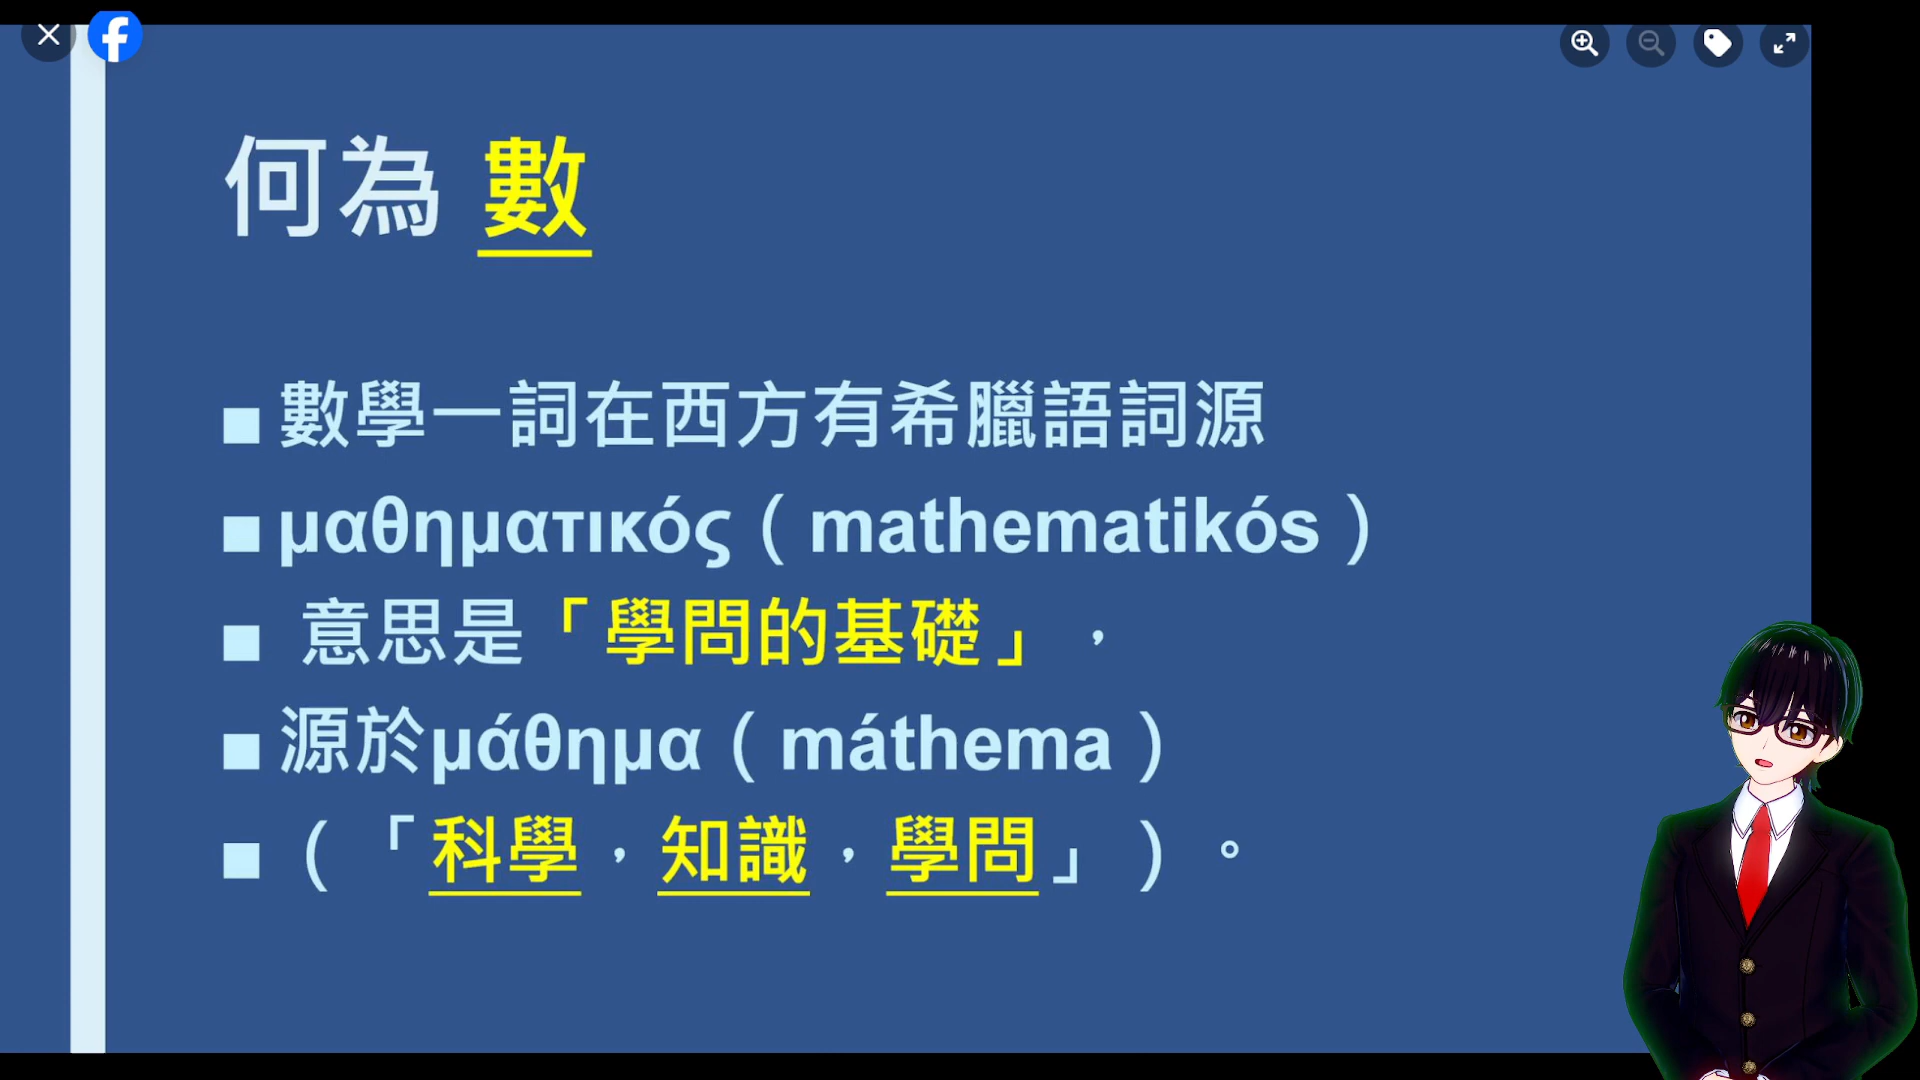 何為 數
數學一詞在西方有希臘語詞源
μαθηματικός（mathematikós）
意思是「學問的基礎」，
源於μάθημα（máthema）
（「科學，知識，學問」）。